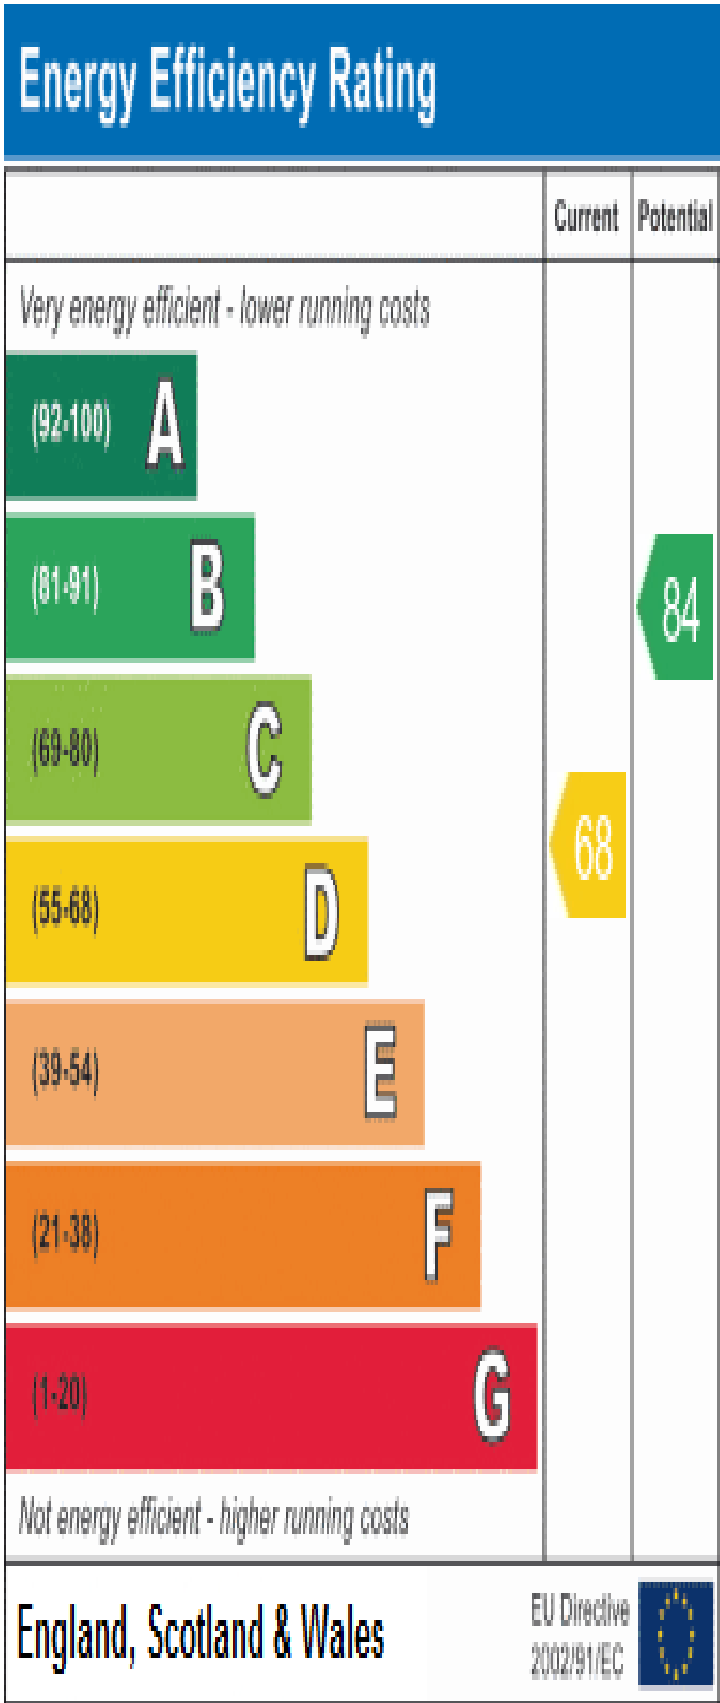 Energy Efficiency Rating
Current Potential
Very energy efficient - lower running costs
(92-100) A
(81-91) B
84
(69-80) C
68
(55-68) D
(39-54) E
(21-38) F
(1-20) G
Not energy efficient - higher running costs
England, Scotland & Wales
EU Directive
2002/91/EC